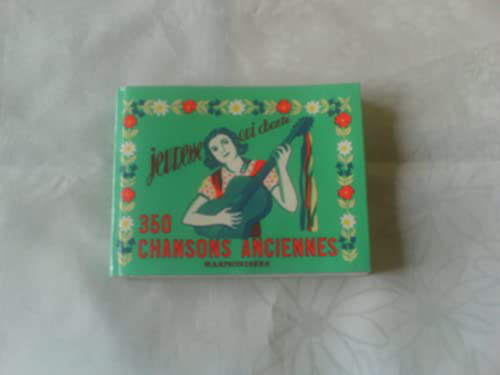 jeunesse qui chante
350
CHANSONS ANCIENNES
HARMONISÉES